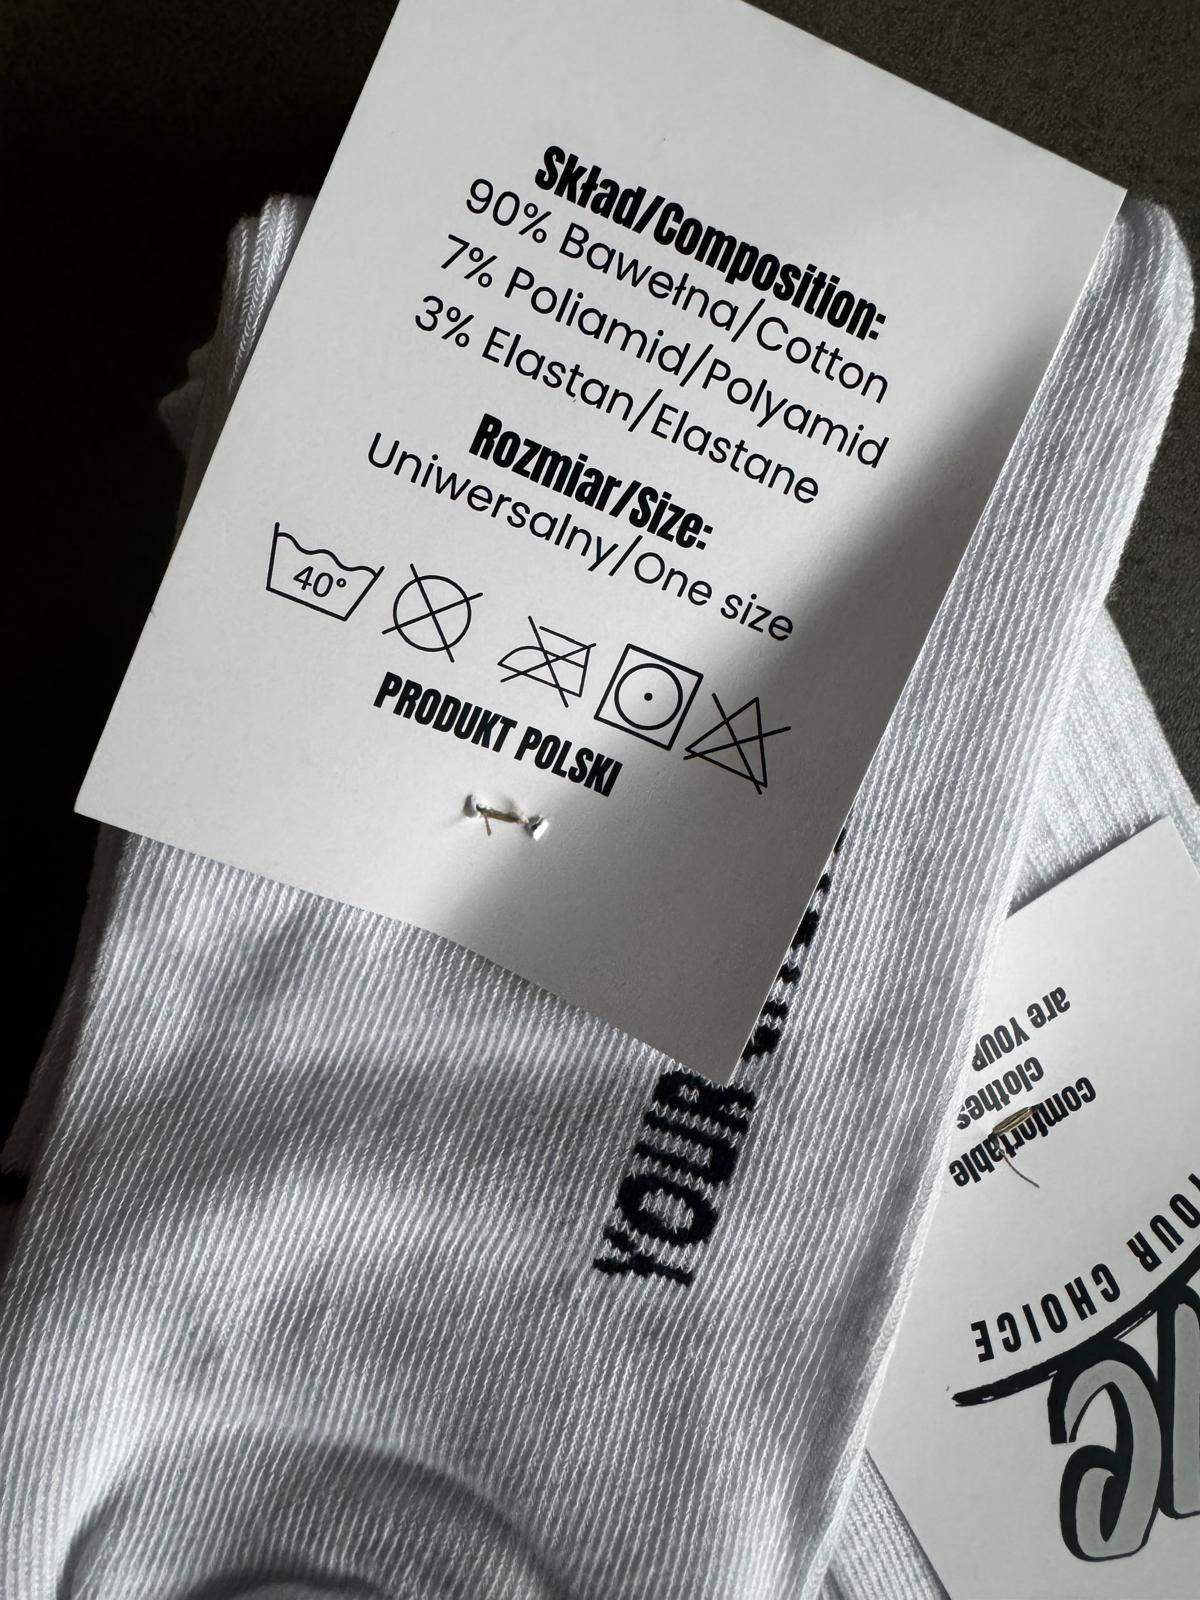 Skład/Composition:
90% Bawełna/Cotton
7% Poliamid/Polyamid
3% Elastan/Elastane
Rozmiar/Size:
Uniwersalny/One size
40°
PRODUKT POLSKI
YOUR
comfortable
clothes
are YOUR
YOUR CHOICE